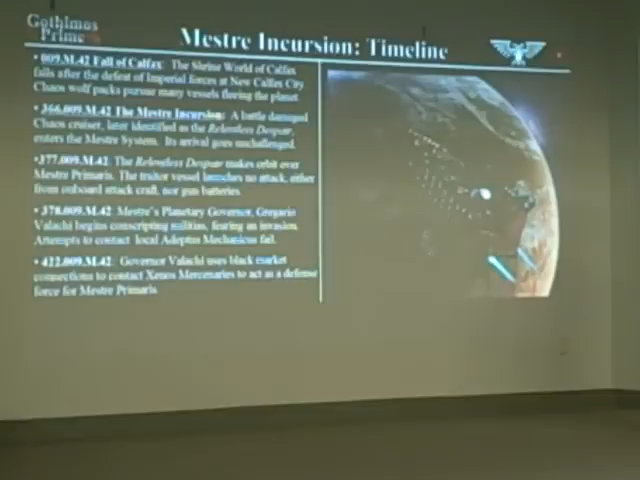 Gothimos
Prime
Mestre Incursion: Timeline
• 009.M.42 Fall of Calfax: The Shrine World of Calfax
falls after the defeat of Imperial forces at New Calfax City
Chaos wolf packs pursue many vessels fleeing the planet.
• 366.009.M.42 The Mestre Incursion: A battle damaged
Chaos cruiser, later identified as the Relentless Despair,
enters the Mestre System. Its arrival goes unchallenged.
•377.009.M.42: The Relentless Despair makes orbit over
Mestre Primaris. The traitor vessel launches no attack, either
from onboard attack craft, nor gun batteries.
• 378.009.M.42: Mestre's Planetary Governor, Gregario
Valachi begins conscripting militias, fearing an invasion.
Attempts to contact local Adeptus Mechanicus fail.
• 422.009.M.42: Governor Valachi uses black market
connections to contact Xenos Mercenaries to act as a defense
force for Mestre Primaris.